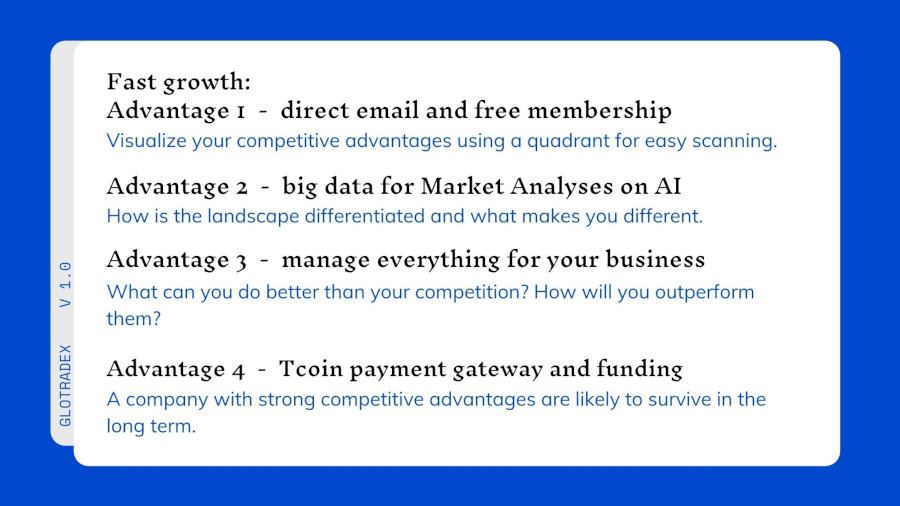 Fast growth:
Advantage 1 - direct email and free membership
Visualize your competitive advantages using a quadrant for easy scanning.
Advantage 2 - big data for Market Analyses on AI
How is the landscape differentiated and what makes you different.
Advantage 3 - manage everything for your business
What can you do better than your competition? How will you outperform
them?
Advantage 4 - Tcoin payment gateway and funding
A company with strong competitive advantages are likely to survive in the
long term.
GLOTRADEX V 1.0